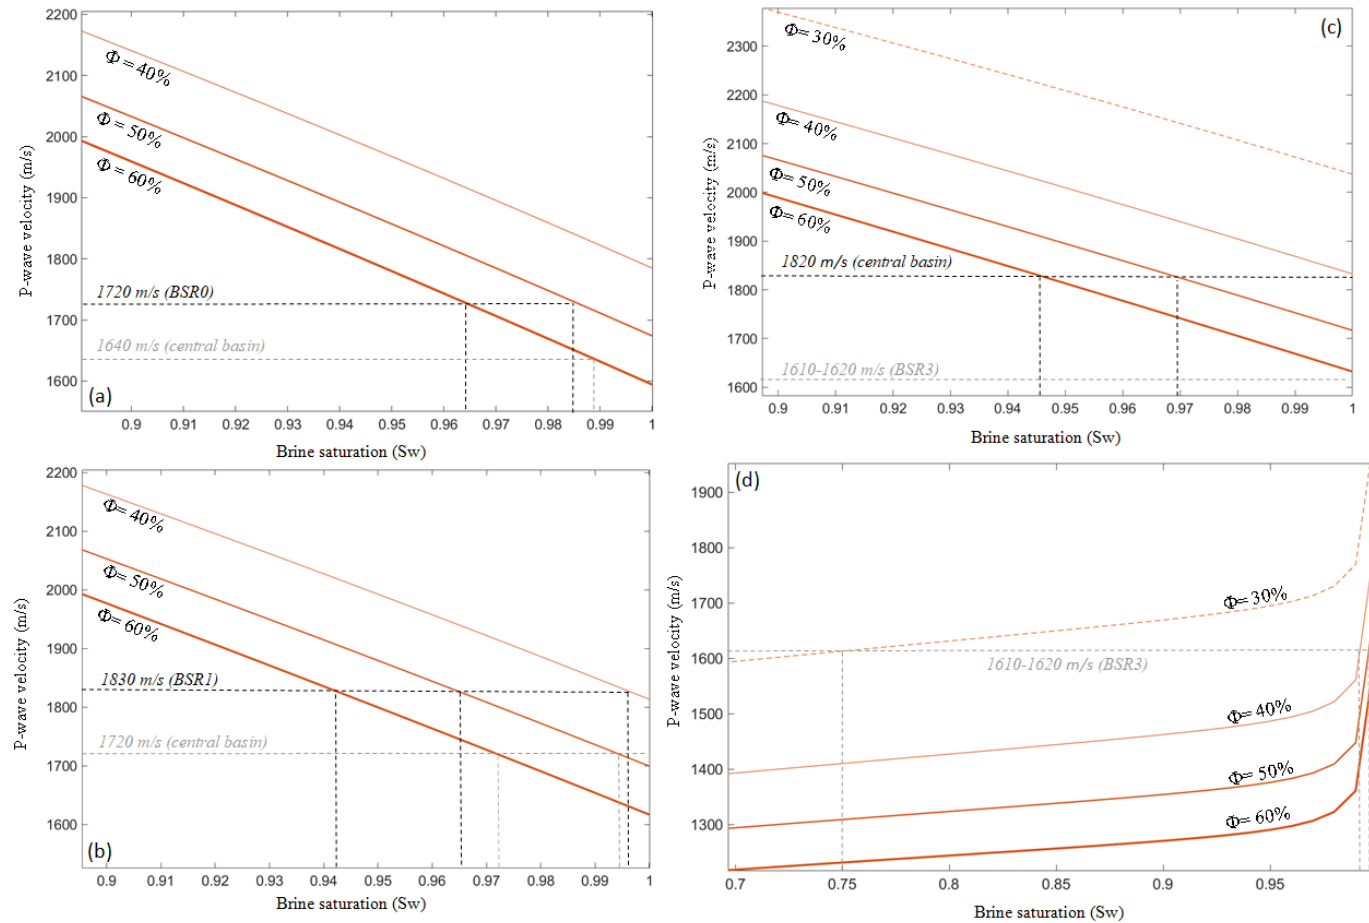 2200
2100
2000
1900
1800
1700
1600
P-wave velocity (m/s)
Φ = 40%
Φ = 50%
Φ = 60%
1720 m/s (BSR0)
1640 m/s (central basin)
(a)
0.9 0.91 0.92 0.93 0.94 0.95 0.96 0.97 0.98 0.99 1
Brine saturation (Sw)
2300
2200
2100
2000
1900
1800
1700
1600
P-wave velocity (m/s)
(c)
Φ= 30%
Φ= 40%
Φ= 50%
Φ= 60%
1820 m/s (central basin)
1610-1620 m/s (BSR3)
0.9 0.91 0.92 0.93 0.94 0.95 0.96 0.97 0.98 0.99 1
Brine saturation (Sw)
2200
2100
2000
1900
1800
1700
1600
P-wave velocity (m/s)
Φ= 40%
Φ= 50%
Φ= 60%
1830 m/s (BSR1)
1720 m/s (central basin)
(b)
0.9 0.91 0.92 0.93 0.94 0.95 0.96 0.97 0.98 0.99 1
Brine saturation (Sw)
1900
1800
1700
1600
1500
1400
1300
P-wave velocity (m/s)
(d)
Φ= 30%
1610-1620 m/s (BSR3)
Φ= 40%
Φ= 50%
Φ= 60%
0.7 0.75 0.8 0.85 0.9 0.95
Brine saturation (Sw)